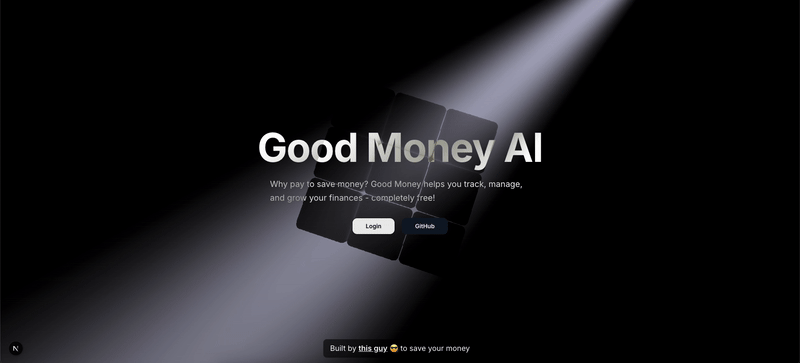 Good Money AI
Why pay to save money? Good Money helps you track, manage,
and grow your finances - completely free!
Login
GitHub
Built by this guy 😎 to save your money
N